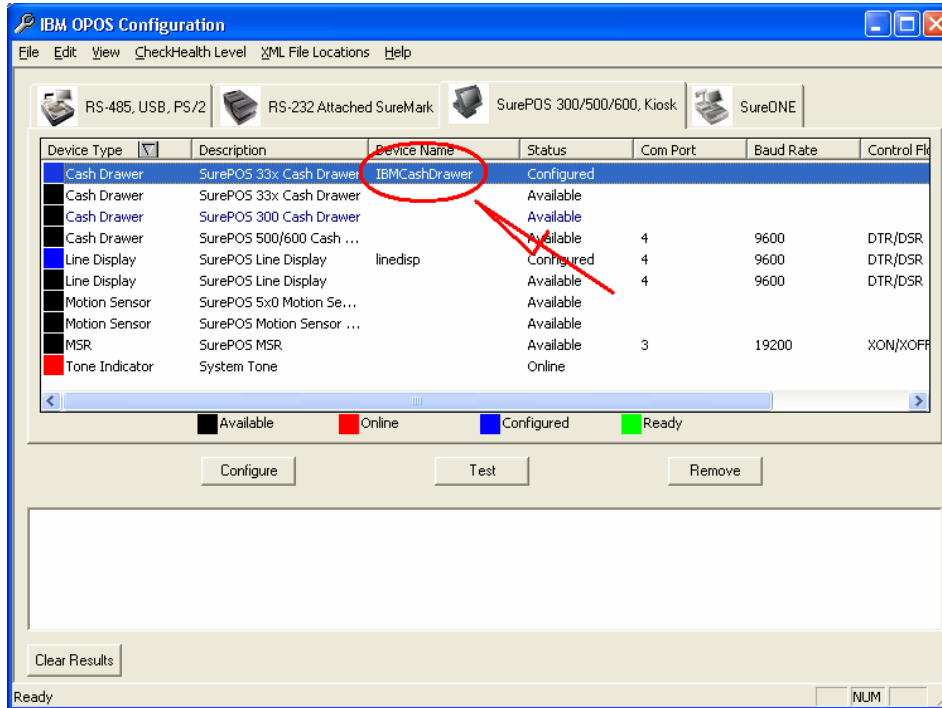 IBM OPOS Configuration
File Edit View CheckHealth Level XML File Locations Help
RS-485, USB, PS/2 RS-232 Attached SureMark SurePOS 300/500/600, Kiosk SureONE
Device Type Description Device Name Status Com Port Baud Rate Control Flo
Cash Drawer SurePOS 33x Cash Drawer IBMCashDrawer Configured
Cash Drawer SurePOS 33x Cash Drawer Available
Cash Drawer SurePOS 300 Cash Drawer Available
Cash Drawer SurePOS 500/600 Cash ... Available 4 9600 DTR/DSR
Line Display SurePOS Line Display linedisp Configured 4 9600 DTR/DSR
Line Display SurePOS Line Display Available 4 9600 DTR/DSR
Motion Sensor SurePOS 5x0 Motion Se... Available
Motion Sensor SurePOS Motion Sensor ... Available
MSR SurePOS MSR Available 3 19200 XON/XOFF
Tone Indicator System Tone Online
Available Online Configured Ready
Configure Test Remove
Clear Results
Ready NUM